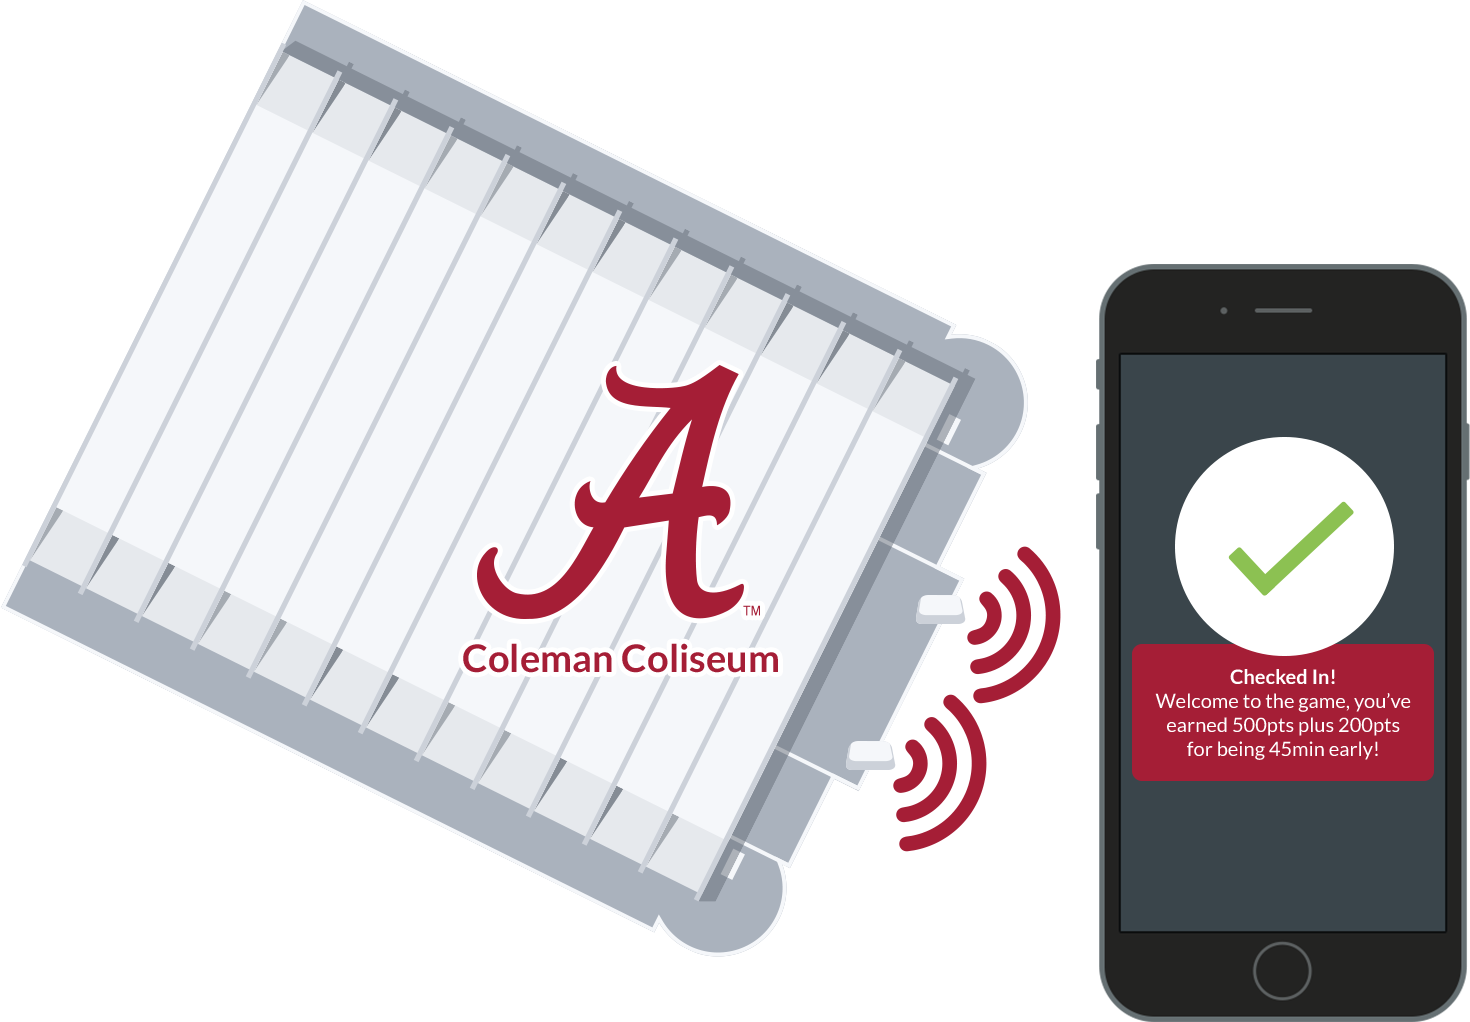 A
TM
Coleman Coliseum
Checked In!
Welcome to the game, you’ve
earned 500pts plus 200pts
for being 45min early!